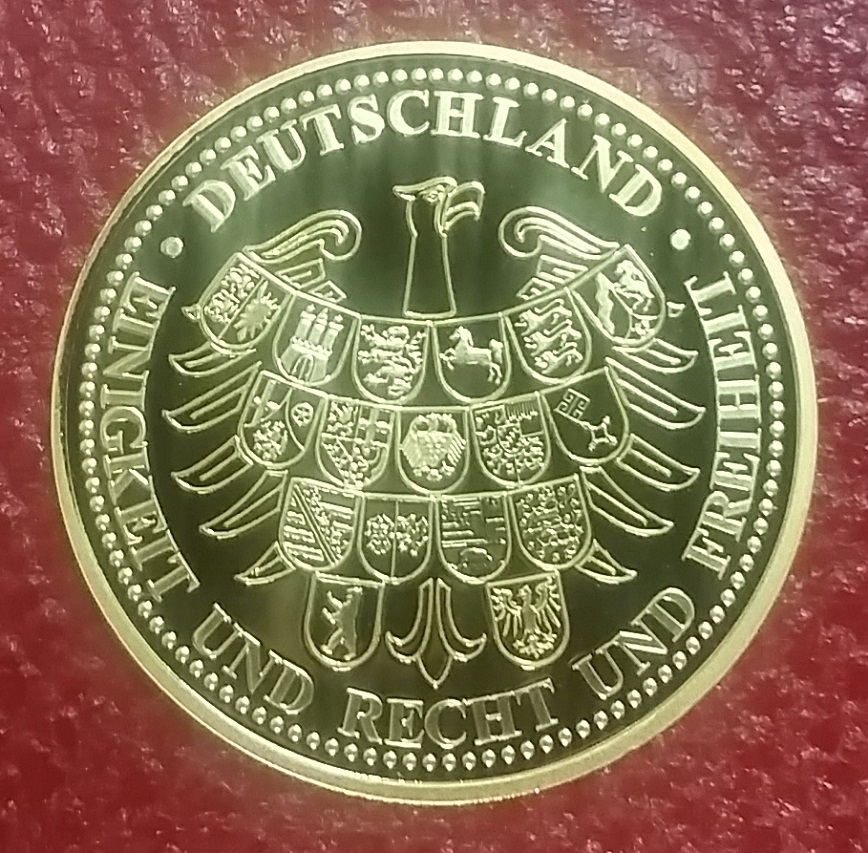 DEUTSCHLAND
EINIGKEIT UND RECHT UND FREIHEIT